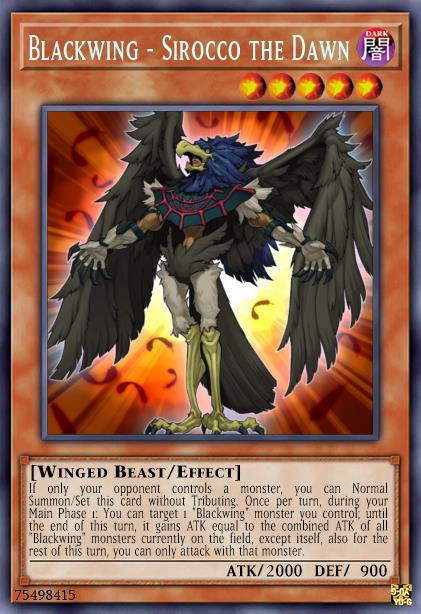 Blackwing - Sirocco the Dawn
DARK
闇
[Winged Beast/Effect]
If only your opponent controls a monster, you can Normal
Summon/Set this card without Tributing. Once per turn, during your
Main Phase 1: You can target 1 "Blackwing" monster you control; until
the end of this turn, it gains ATK equal to the combined ATK of all
"Blackwing" monsters currently on the field, except itself, also for the
rest of this turn, you can only attack with that monster.
ATK/2000 DEF/ 900
75498415